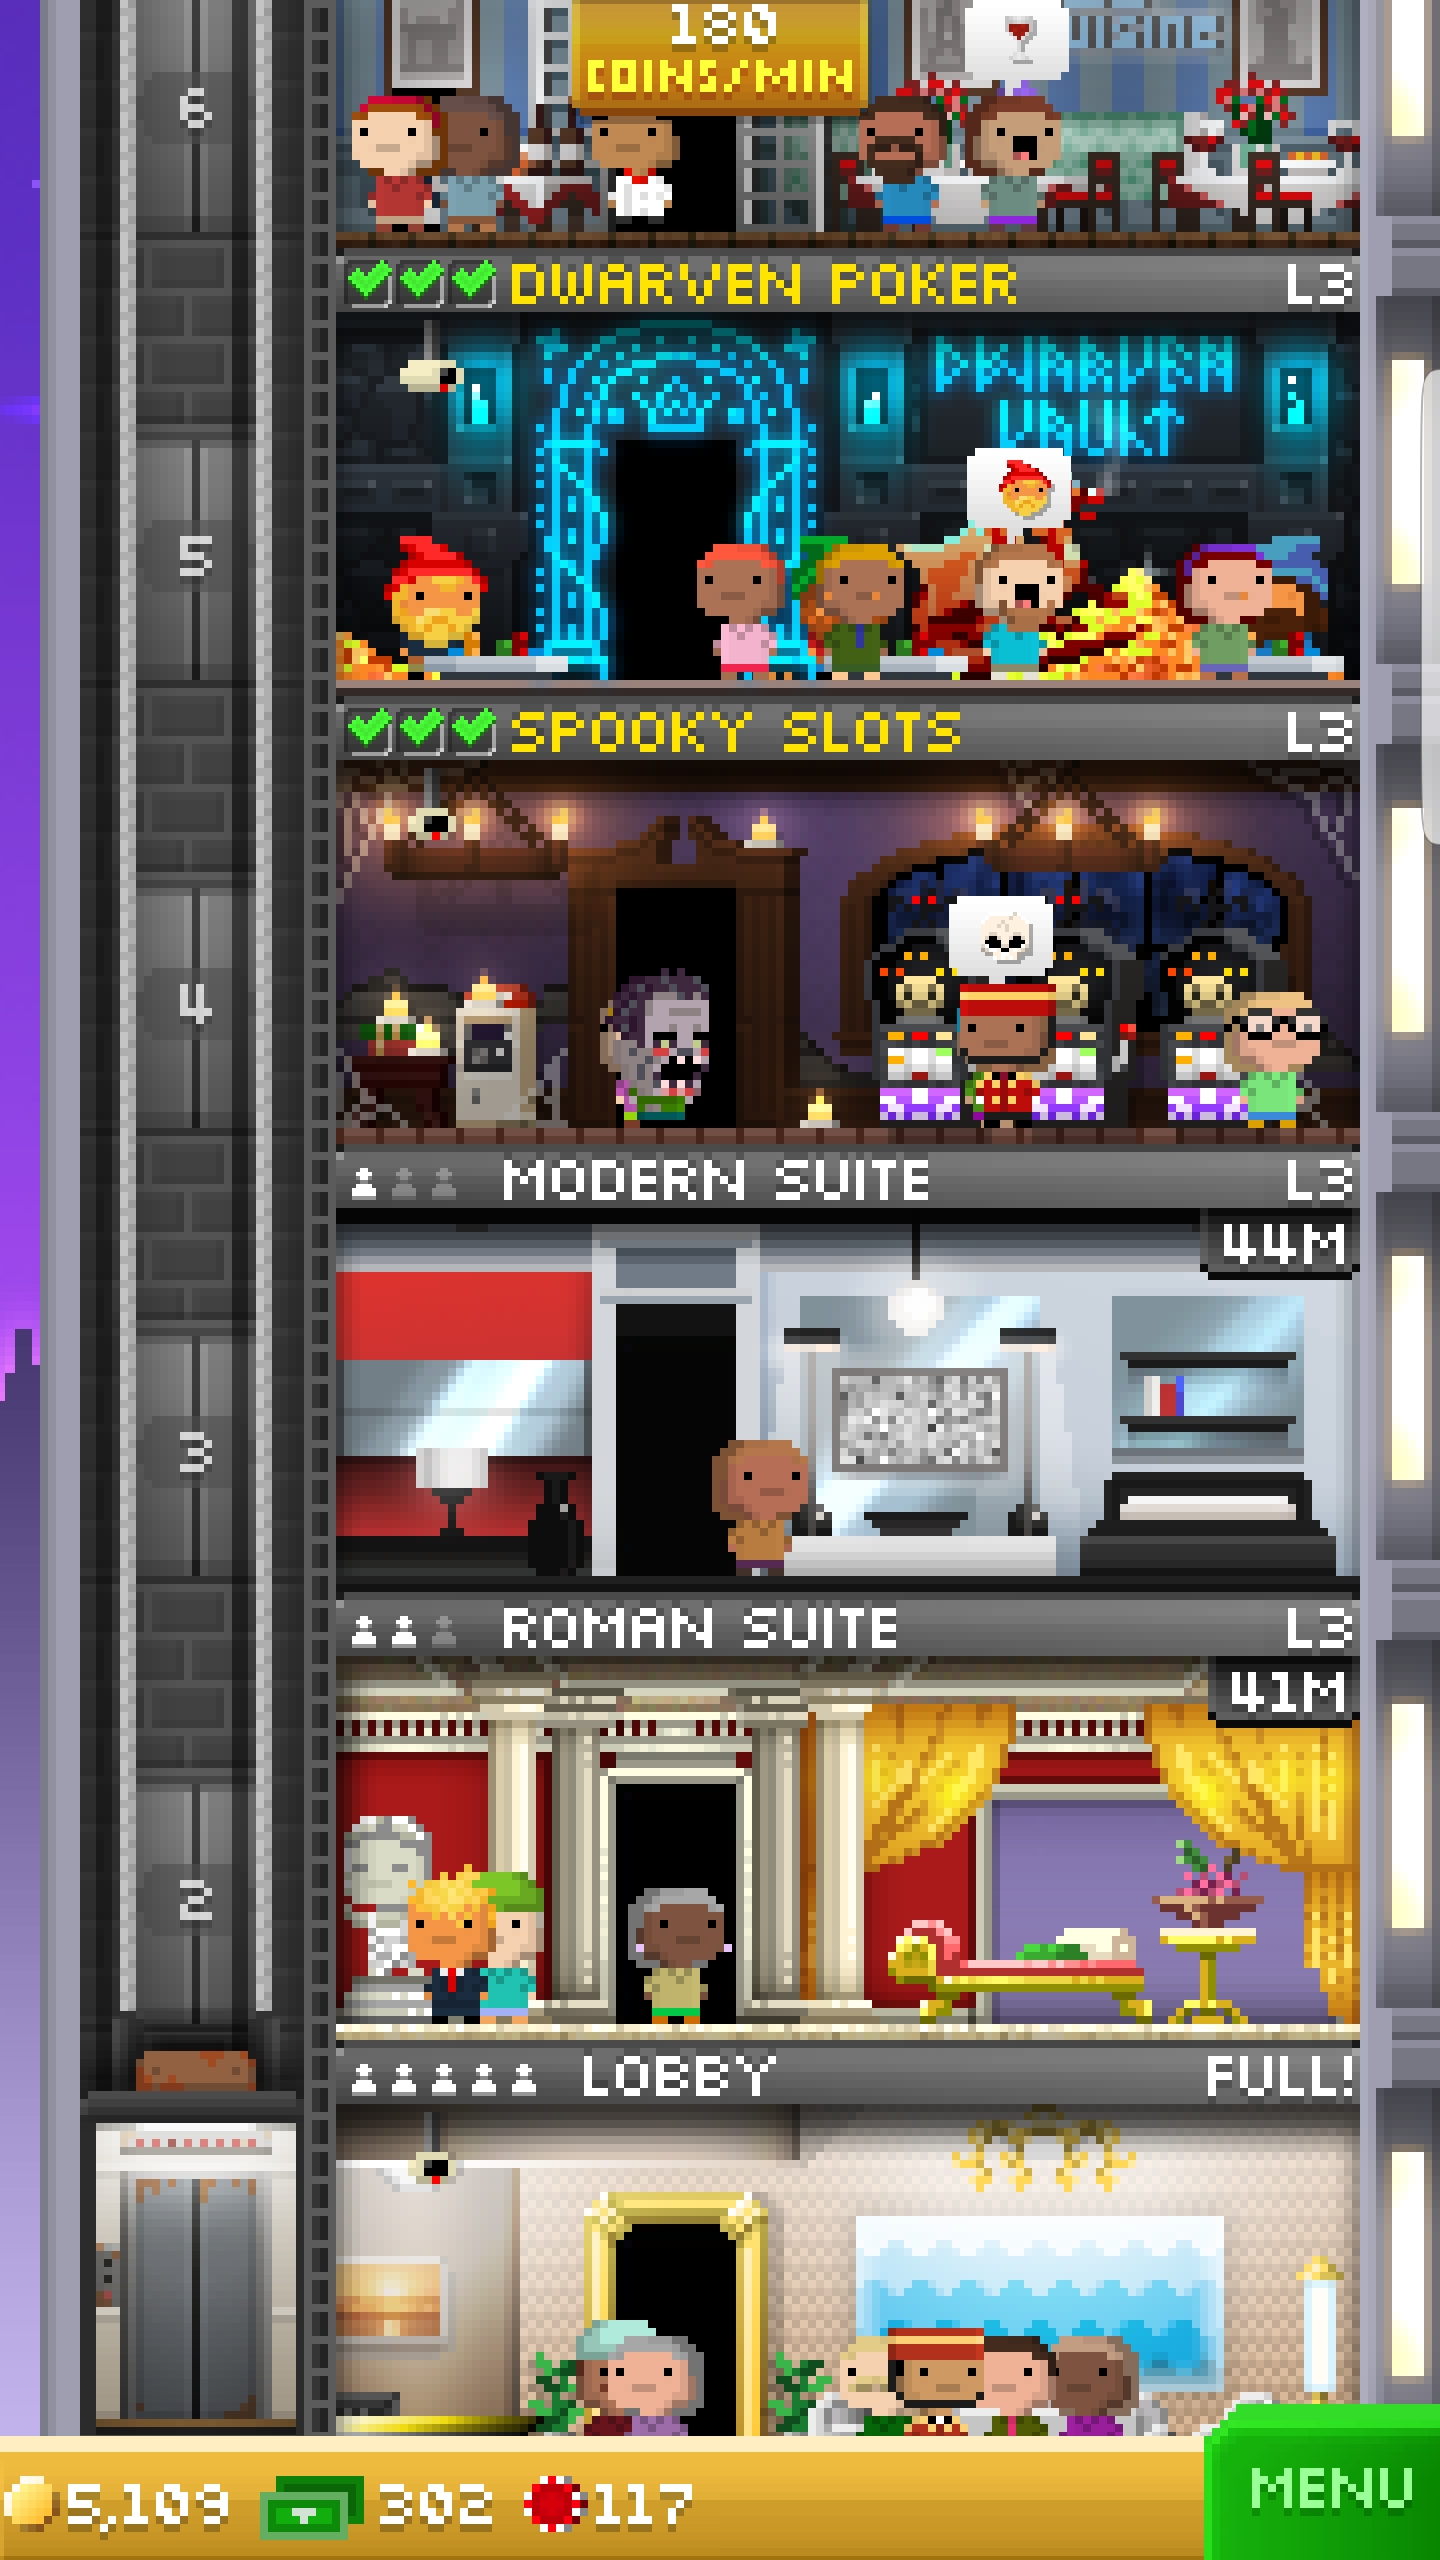 180
COINS/MIN
6
DWARVEN POKER L3
DWARVEN
VAULT
5
SPOOKY SLOTS L3
4
MODERN SUITE L3
44M
3
ROMAN SUITE L3
41M
2
LOBBY FULL!
5,109 302 117
MENU